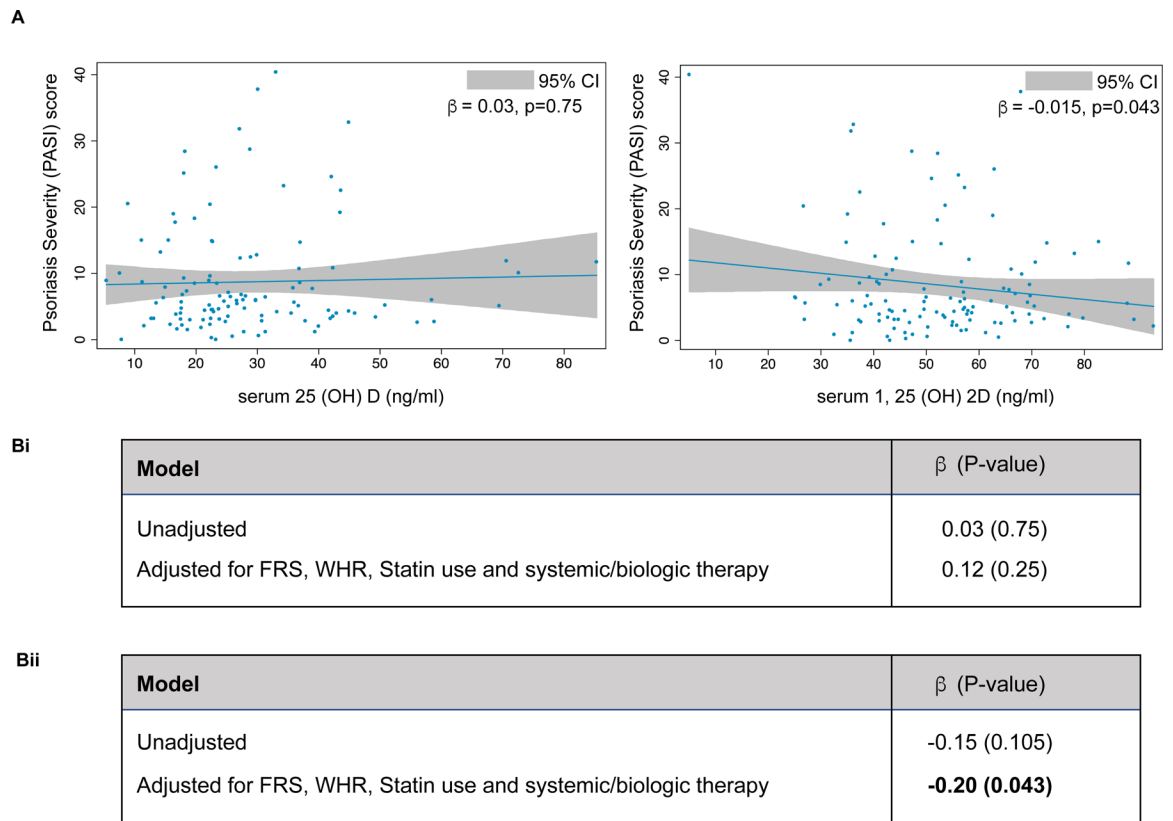 A
Psoriasis Severity (PASI) score
40
30
20
10
0
95% CI
β = 0.03, p=0.75
10 20 30 40 50 60 70 80
serum 25 (OH) D (ng/ml)
Psoriasis Severity (PASI) score
40
30
20
10
0
95% CI
β = -0.015, p=0.043
10 20 30 40 50 60 70 80 90
serum 1, 25 (OH) 2D (ng/ml)
Bi
Model β (P-value)
Unadjusted 0.03 (0.75)
Adjusted for FRS, WHR, Statin use and systemic/biologic therapy 0.12 (0.25)
Bii
Model β (P-value)
Unadjusted -0.15 (0.105)
Adjusted for FRS, WHR, Statin use and systemic/biologic therapy -0.20 (0.043)